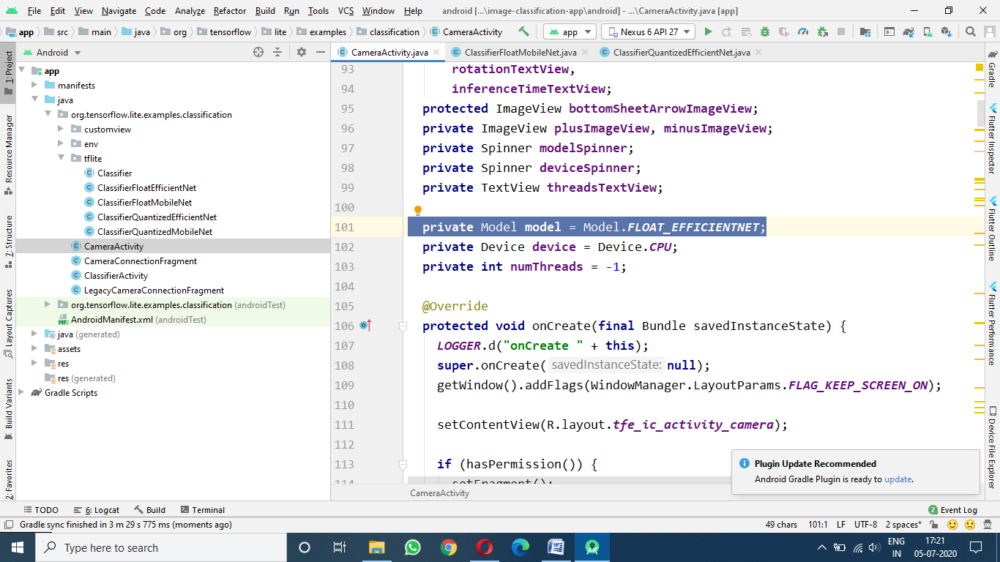 File Edit View Navigate Code Analyze Refactor Build Run Tools VCS Window Help android [...\image-classification-app\android] - ...\CameraActivity.java [app]
app src main java org tensorflow lite examples classification CameraActivity app Nexus 6 API 27
Android
CameraActivity.java ClassifierFloatMobileNet.java ClassifierQuantizedEfficientNet.java
1: Project
Resource Manager
Z: Structure
Layout Captures
Build Variants
2: Favorites
app
manifests
java
org.tensorflow.lite.examples.classification
customview
env
tflite
Classifier
ClassifierFloatEfficientNet
ClassifierFloatMobileNet
ClassifierQuantizedEfficientNet
ClassifierQuantizedMobileNet
CameraActivity
CameraConnectionFragment
ClassifierActivity
LegacyCameraConnectionFragment
org.tensorflow.lite.examples.classification (androidTest)
AndroidManifest.xml (androidTest)
java (generated)
assets
res
res (generated)
Gradle Scripts
93 rotationTextView,
94 inferenceTimeTextView;
95 protected ImageView bottomSheetArrowImageView;
96 private ImageView plusImageView, minusImageView;
97 private Spinner modelSpinner;
98 private Spinner deviceSpinner;
99 private TextView threadsTextView;
100
101 private Model model = Model.FLOAT_EFFICIENTNET;
102 private Device device = Device.CPU;
103 private int numThreads = -1;
104
105 @Override
106 protected void onCreate(final Bundle savedInstanceState) {
107 LOGGER.d("onCreate " + this);
108 super.onCreate( savedInstanceState: null);
109 getWindow().addFlags(WindowManager.LayoutParams.FLAG_KEEP_SCREEN_ON);
110
111 setContentView(R.layout.tfe_ic_activity_camera);
112
113 if (hasPermission()) {
114 setFragment();
CameraActivity
Gradle
Flutter Inspector
Flutter Outline
Flutter Performance
Device File Explorer
Plugin Update Recommended
Android Gradle Plugin is ready to update.
TODO 6: Logcat Build Terminal 2 Event Log
Gradle sync finished in 3 m 29 s 775 ms (moments ago) 49 chars 101:1 LF UTF-8 2 spaces*
Type here to search
ENG
IN
17:21
05-07-2020